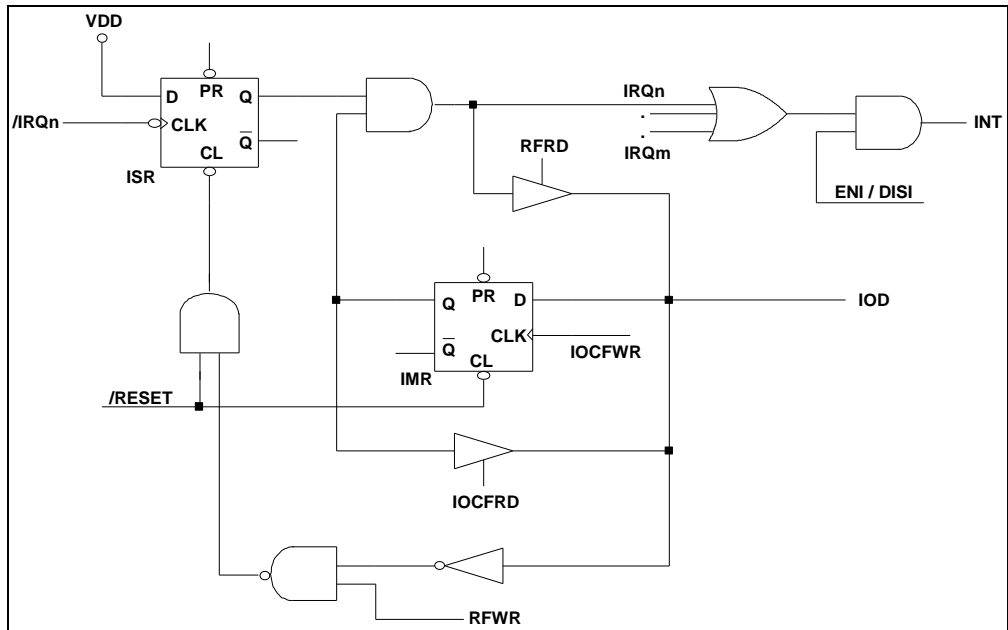 VDD
D PR Q
/IRQn CLK
CL Q
ISR
IRQn
.
.
IRQm
INT
RFRD
ENI / DISI
PR
Q D
IOD
CLK
Q
CL IOCFWR
IMR
/RESET
IOCFRD
RFWR